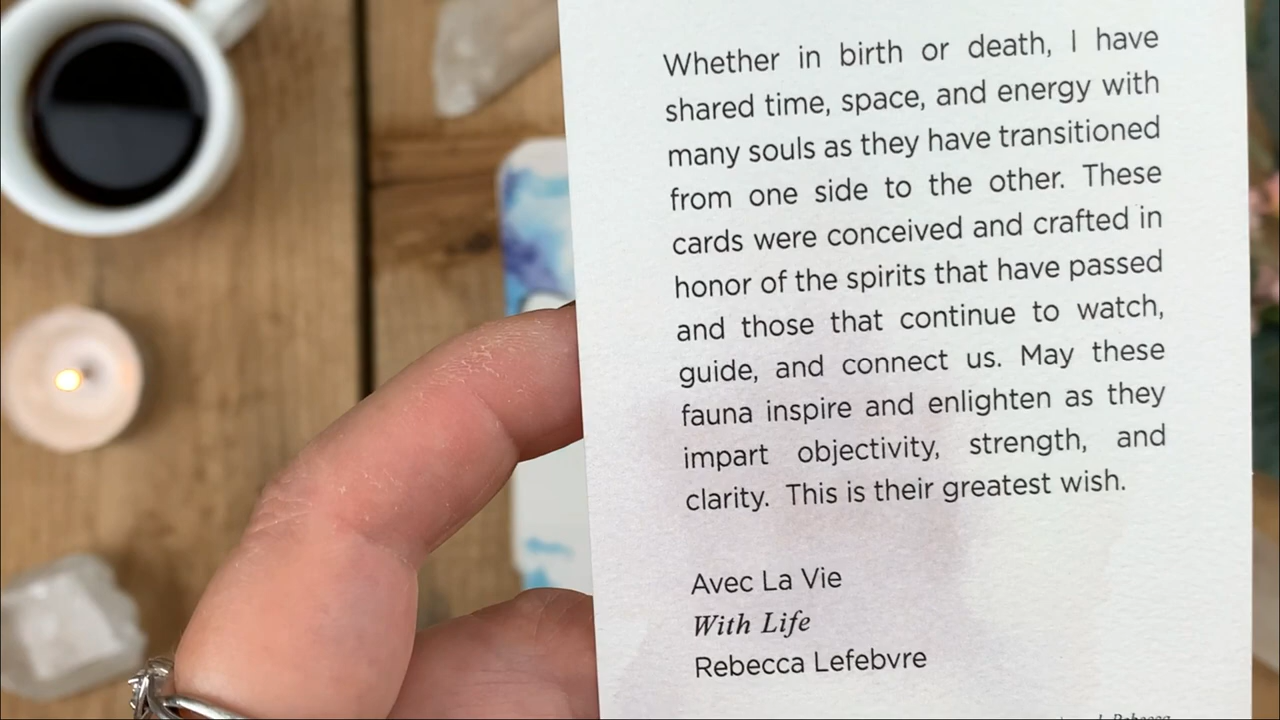 Whether in birth or death, I have
shared time, space, and energy with
many souls as they have transitioned
from one side to the other. These
cards were conceived and crafted in
honor of the spirits that have passed
and those that continue to watch,
guide, and connect us. May these
fauna inspire and enlighten as they
impart objectivity, strength, and
clarity. This is their greatest wish.
Avec La Vie
With Life
Rebecca Lefebvre